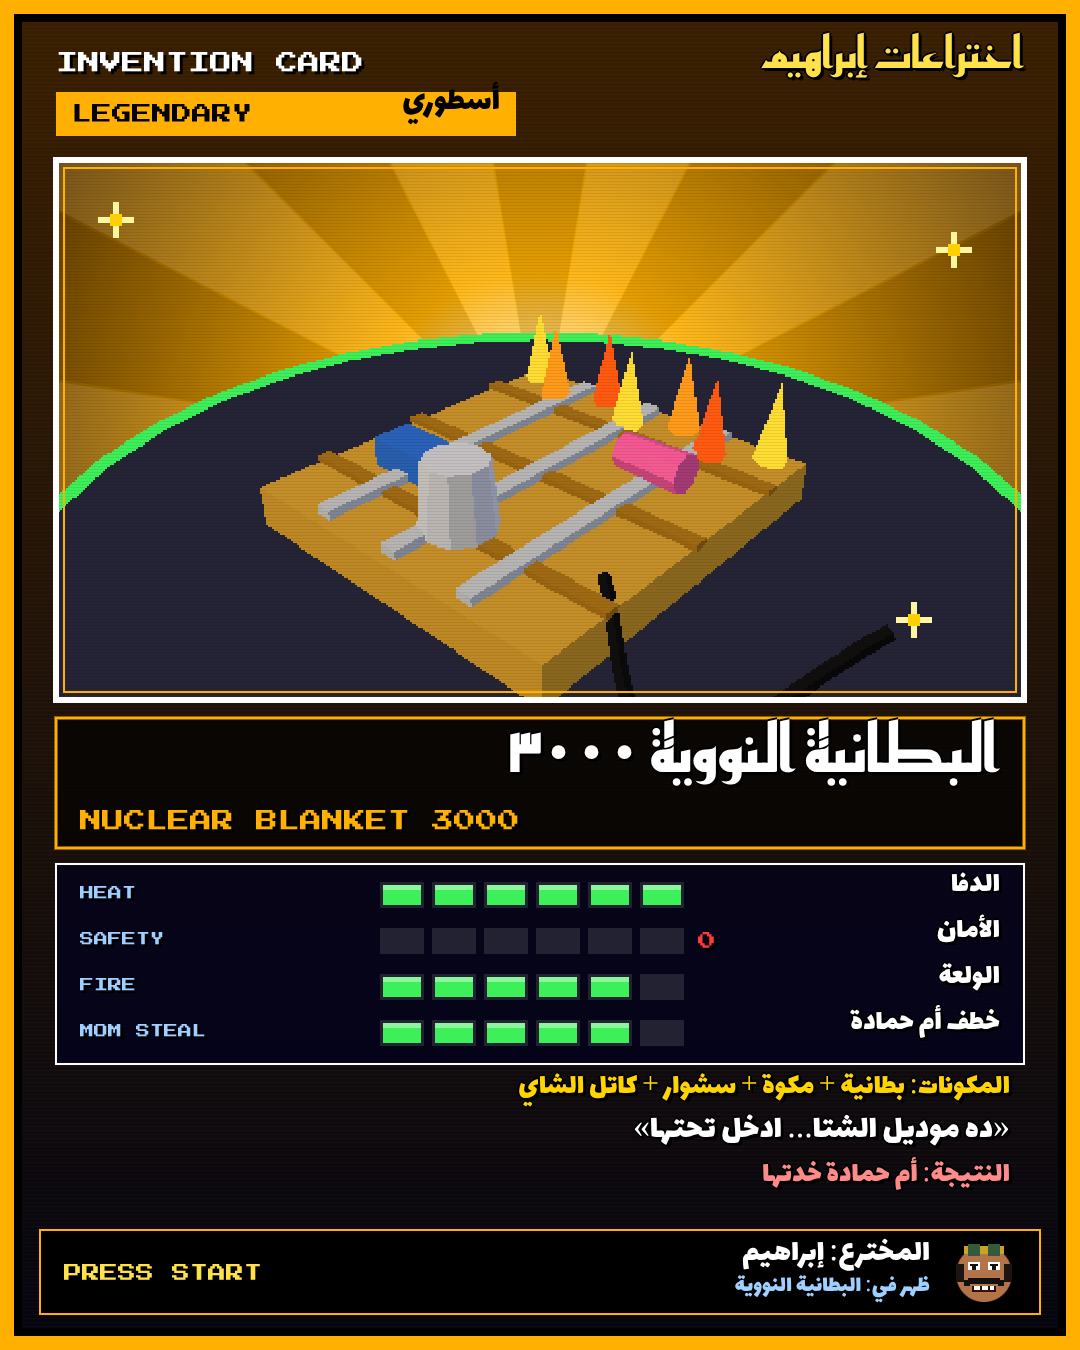 INVENTION CARD
اختراعات إبراهيم
LEGENDARY
أسطوري
البطانية النووية ٣٠٠٠
NUCLEAR BLANKET 3000
HEAT
الدفا
SAFETY
0
الأمان
FIRE
الولعة
MOM STEAL
خطف أم حمادة
المكونات: بطانية + مكوة + سشوار + كاتل الشاي
«ده موديل الشتا... ادخل تحتها»
النتيجة: أم حمادة خدتها
PRESS START
المخترع: إبراهيم
ظهر في: البطانية النووية